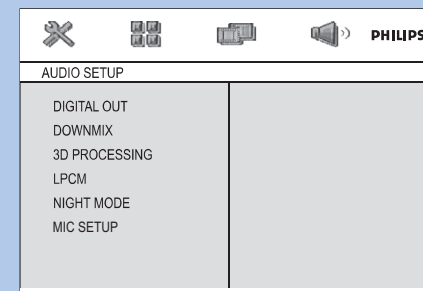 PHILIPS
AUDIO SETUP
DIGITAL OUT
DOWNMIX
3D PROCESSING
LPCM
NIGHT MODE
MIC SETUP